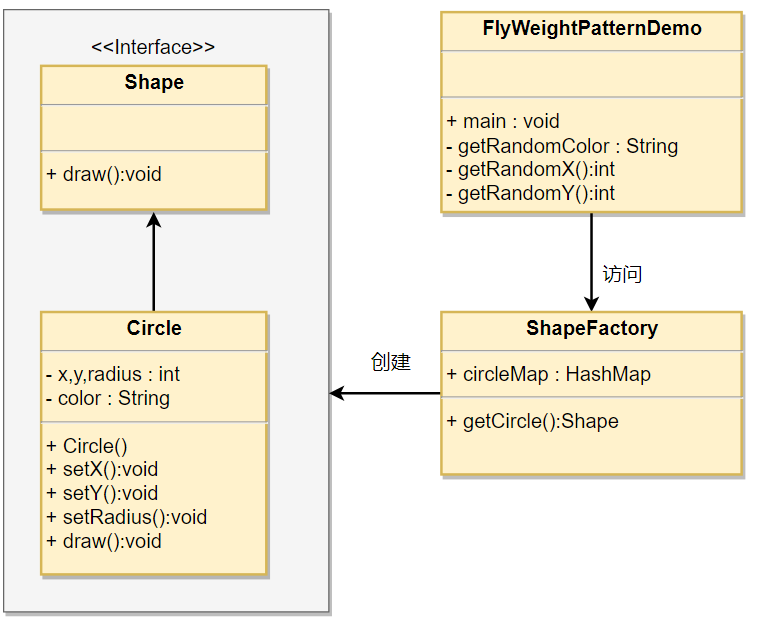 <<Interface>>
Shape
+ draw():void
Circle
- x,y,radius : int
- color : String
+ Circle()
+ setX():void
+ setY():void
+ setRadius():void
+ draw():void
FlyWeightPatternDemo
+ main : void
- getRandomColor : String
- getRandomX():int
- getRandomY():int
访问
ShapeFactory
+ circleMap : HashMap
+ getCircle():Shape
创建